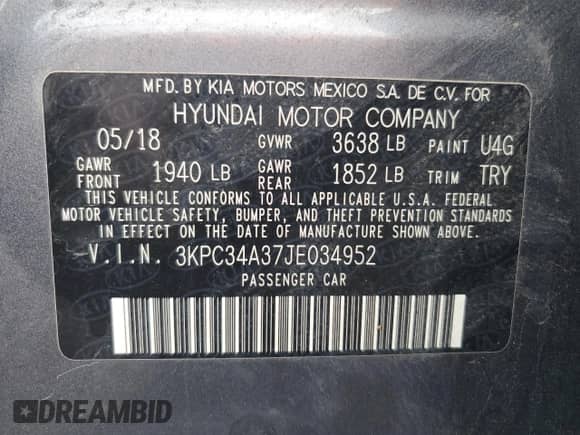 MFD. BY KIA MOTORS MEXICO S.A. DE C.V. FOR
HYUNDAI MOTOR COMPANY
05/18 GVWR 3638 LB PAINT U4G
GAWR FRONT 1940 LB GAWR REAR 1852 LB TRIM TRY
THIS VEHICLE CONFORMS TO ALL APPLICABLE U.S.A. FEDERAL
MOTOR VEHICLE SAFETY, BUMPER, AND THEFT PREVENTION STANDARDS
IN EFFECT ON THE DATE OF MANUFACTURE SHOWN ABOVE.
V.I.N. 3KPC34A37JE034952
PASSENGER CAR
DREAMBID